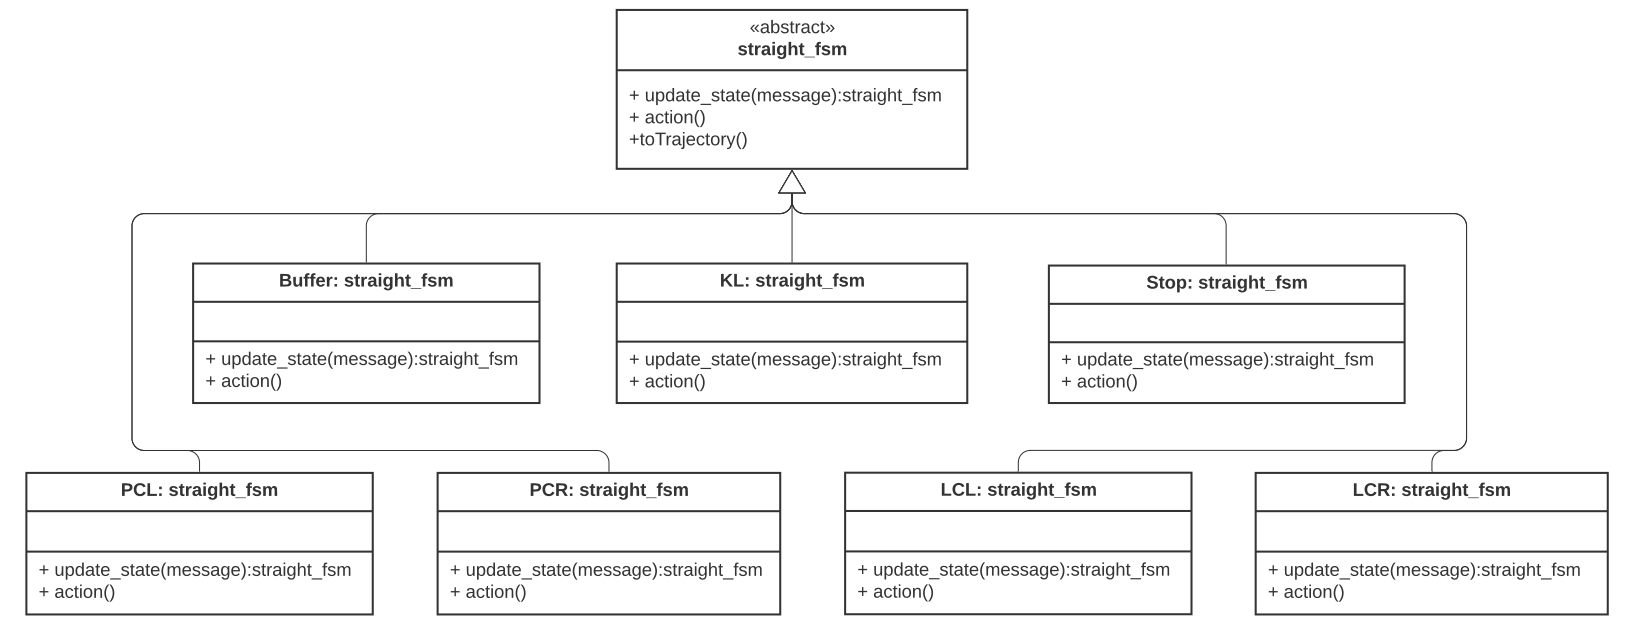 «abstract»
straight_fsm
+ update_state(message):straight_fsm
+ action()
+toTrajectory()
Buffer: straight_fsm
+ update_state(message):straight_fsm
+ action()
KL: straight_fsm
+ update_state(message):straight_fsm
+ action()
Stop: straight_fsm
+ update_state(message):straight_fsm
+ action()
PCL: straight_fsm
+ update_state(message):straight_fsm
+ action()
PCR: straight_fsm
+ update_state(message):straight_fsm
+ action()
LCL: straight_fsm
+ update_state(message):straight_fsm
+ action()
LCR: straight_fsm
+ update_state(message):straight_fsm
+ action()